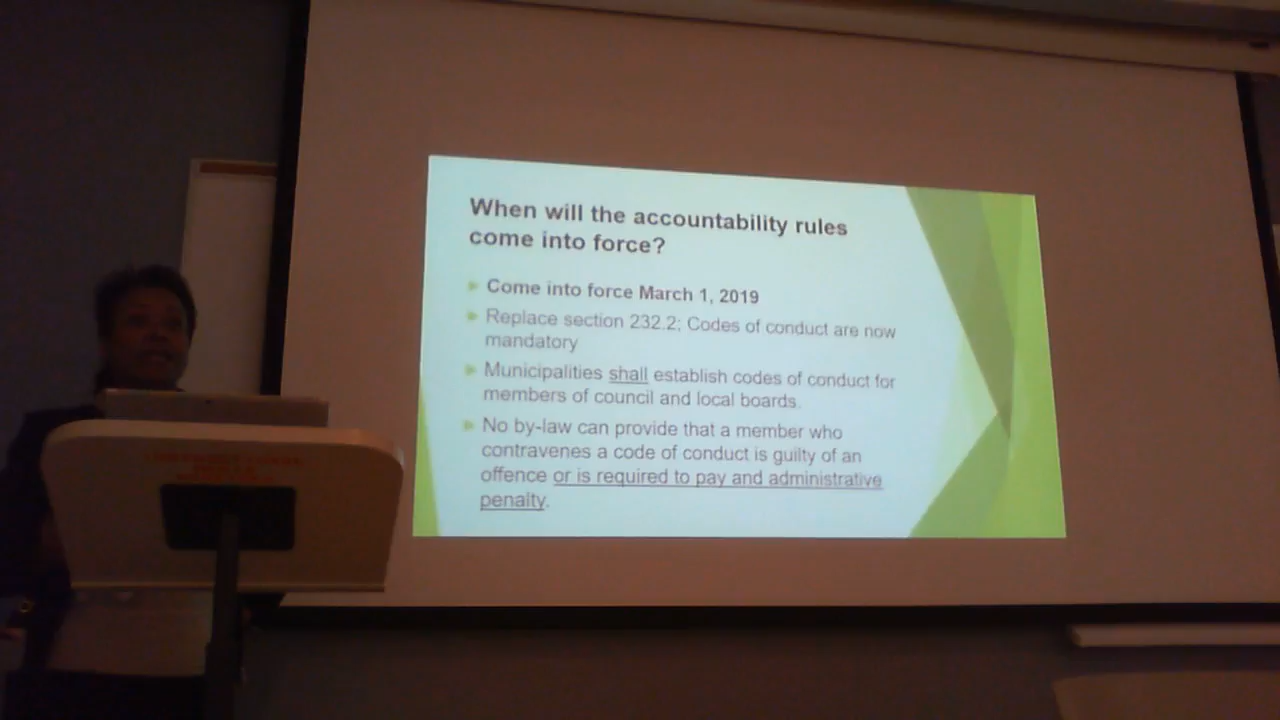 When will the accountability rules
come into force?
Come into force March 1, 2019
Replace section 232.2; Codes of conduct are now
mandatory
Municipalities shall establish codes of conduct for
members of council and local boards.
No by-law can provide that a member who
contravenes a code of conduct is guilty of an
offence or is required to pay and administrative
penalty.